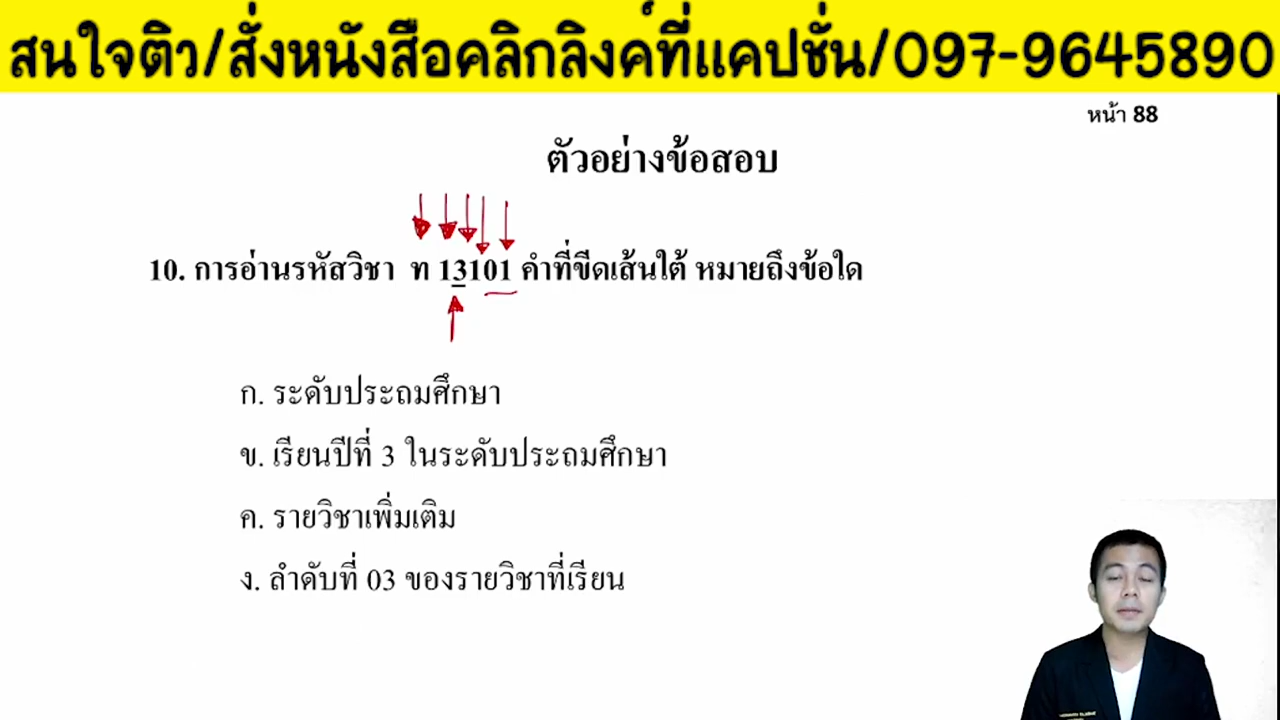 สนใจติว/สั่งหนังสือคลิกลิงค์ที่แคปชั่น/097-9645890
หน้า 88
ตัวอย่างข้อสอบ
10. การอ่านรหัสวิชา ท 13101 คำที่ขีดเส้นใต้ หมายถึงข้อใด
ก. ระดับประถมศึกษา
ข. เรียนปีที่ 3 ในระดับประถมศึกษา
ค. รายวิชาเพิ่มเติม
ง. ลำดับที่ 03 ของรายวิชาที่เรียน